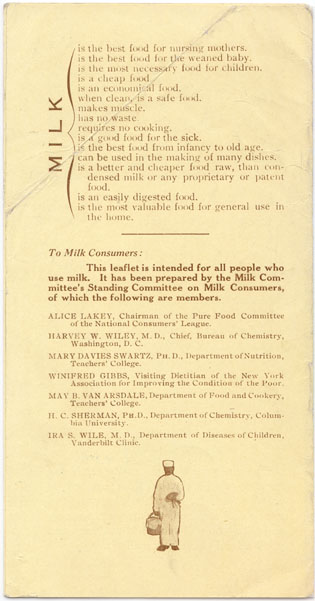 MILK
is the best food for nursing mothers.
is the best food for the weaned baby.
is the most necessary food for children.
is a cheap food
is an economical food.
when clean, is a safe food.
makes muscle.
has no waste
requires no cooking.
is a good food for the sick.
is the best food from infancy to old age.
can be used in the making of many dishes.
is a better and cheaper food raw, than con-
densed milk or any proprietary or patent
food.
is an easily digested food.
is the most valuable food for general use in
the home.
To Milk Consumers:
This leaflet is intended for all people who
use milk. It has been prepared by the Milk Com-
mittee's Standing Committee on Milk Consumers,
of which the following are members.
ALICE LAKEY, Chairman of the Pure Food Committee
of the National Consumers' League.
HARVEY W. WILEY, M. D., Chief, Bureau of Chemistry,
Washington, D. C.
MARY DAVIES SWARTZ, PH. D., Department of Nutrition,
Teachers' College.
WINIFRED GIBBS, Visiting Dietitian of the New York
Association for Improving the Condition of the Poor.
MAY B. VAN ARSDALE, Department of Food and Cookery,
Teachers' College.
H. C. SHERMAN, PH.D., Department of Chemistry, Colum-
bia University.
IRA S. WILE, M. D., Department of Diseases of Children,
Vanderbilt Clinic.